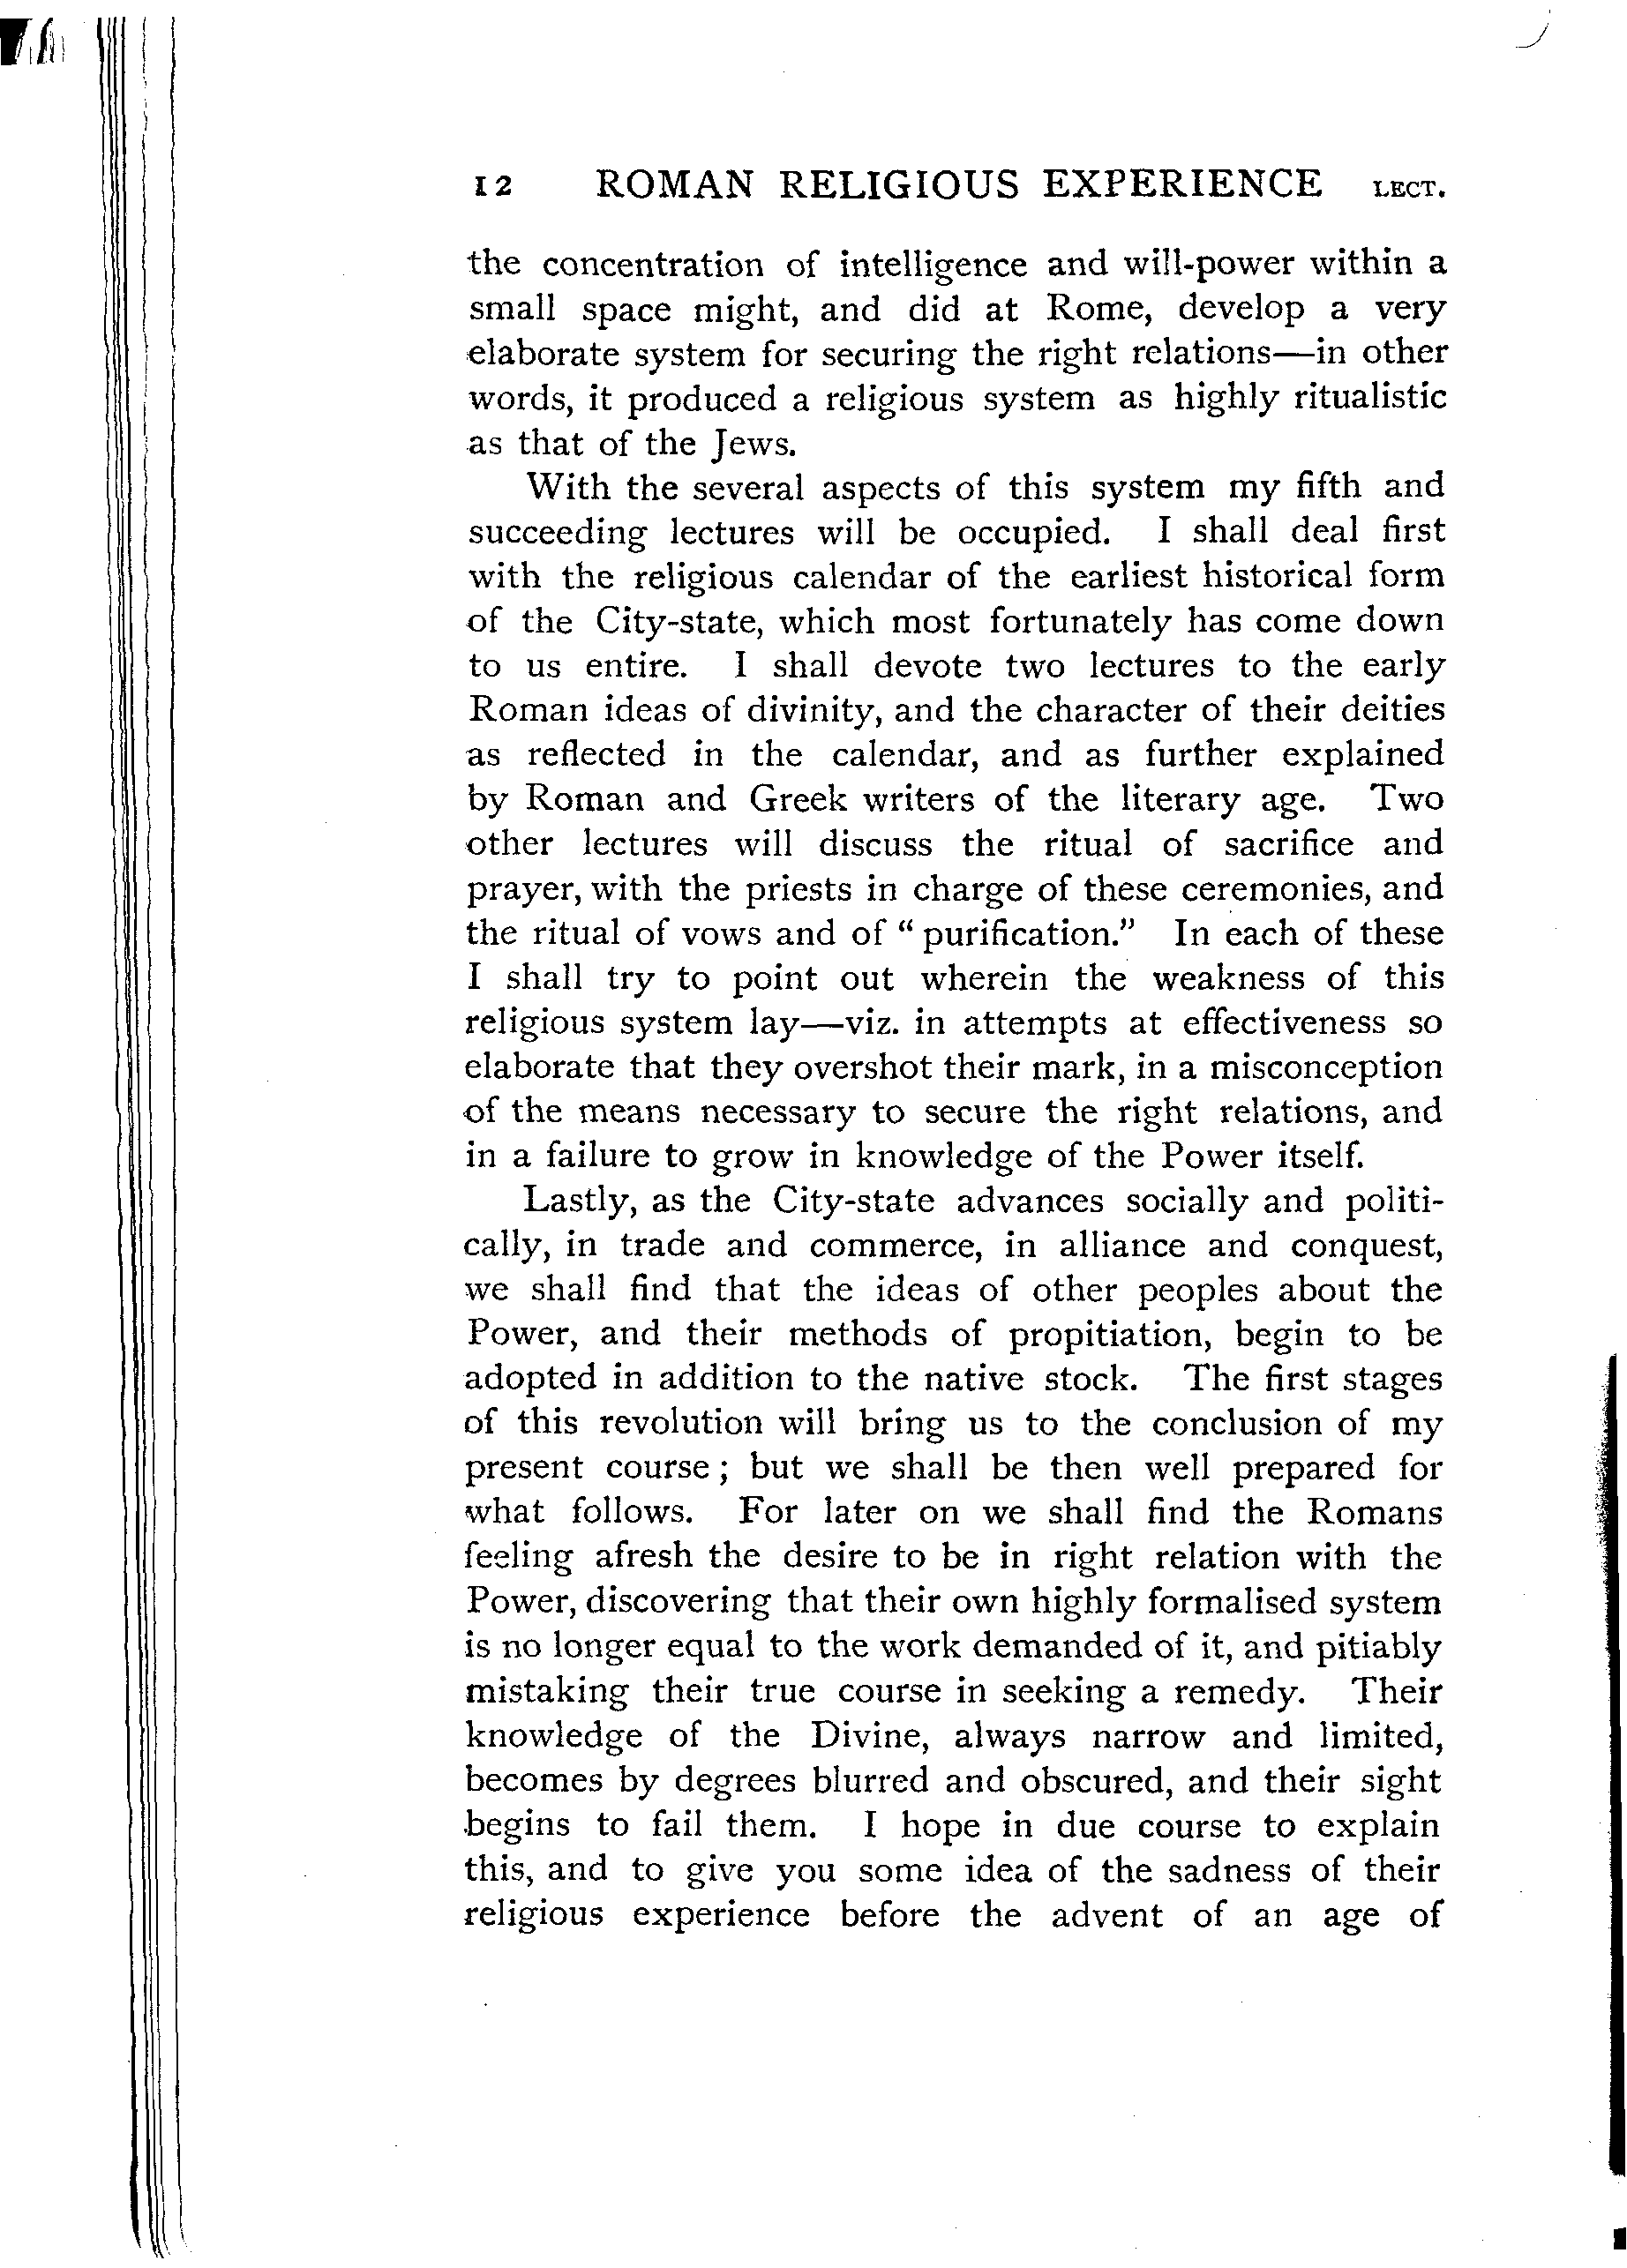 12 ROMAN RELIGIOUS EXPERIENCE LECT.
the concentration of intelligence and will-power within a
small space might, and did at Rome, develop a very
elaborate system for securing the right relations—in other
words, it produced a religious system as highly ritualistic
as that of the Jews.
With the several aspects of this system my fifth and
succeeding lectures will be occupied. I shall deal first
with the religious calendar of the earliest historical form
of the City-state, which most fortunately has come down
to us entire. I shall devote two lectures to the early
Roman ideas of divinity, and the character of their deities
as reflected in the calendar, and as further explained
by Roman and Greek writers of the literary age. Two
other lectures will discuss the ritual of sacrifice and
prayer, with the priests in charge of these ceremonies, and
the ritual of vows and of “ purification.” In each of these
I shall try to point out wherein the weakness of this
religious system lay—viz. in attempts at effectiveness so
elaborate that they overshot their mark, in a misconception
of the means necessary to secure the right relations, and
in a failure to grow in knowledge of the Power itself.
Lastly, as the City-state advances socially and politi-
cally, in trade and commerce, in alliance and conquest,
we shall find that the ideas of other peoples about the
Power, and their methods of propitiation, begin to be
adopted in addition to the native stock. The first stages
of this revolution will bring us to the conclusion of my
present course ; but we shall be then well prepared for
what follows. For later on we shall find the Romans
feeling afresh the desire to be in right relation with the
Power, discovering that their own highly formalised system
is no longer equal to the work demanded of it, and pitiably
mistaking their true course in seeking a remedy. Their
knowledge of the Divine, always narrow and limited,
becomes by degrees blurred and obscured, and their sight
begins to fail them. I hope in due course to explain
this, and to give you some idea of the sadness of their
religious experience before the advent of an age of